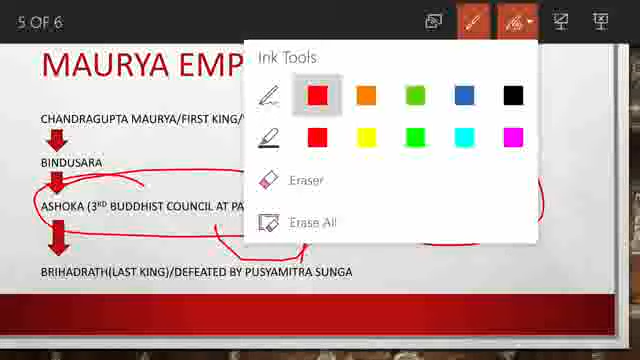 5 OF 6
MAURYA EMP
Ink Tools
CHANDRAGUPTA MAURYA/FIRST KING/
BINDUSARA
Eraser
ASHOKA (3RD BUDDHIST COUNCIL AT PA
Erase All
BRIHADRATH(LAST KING)/DEFEATED BY PUSYAMITRA SUNGA